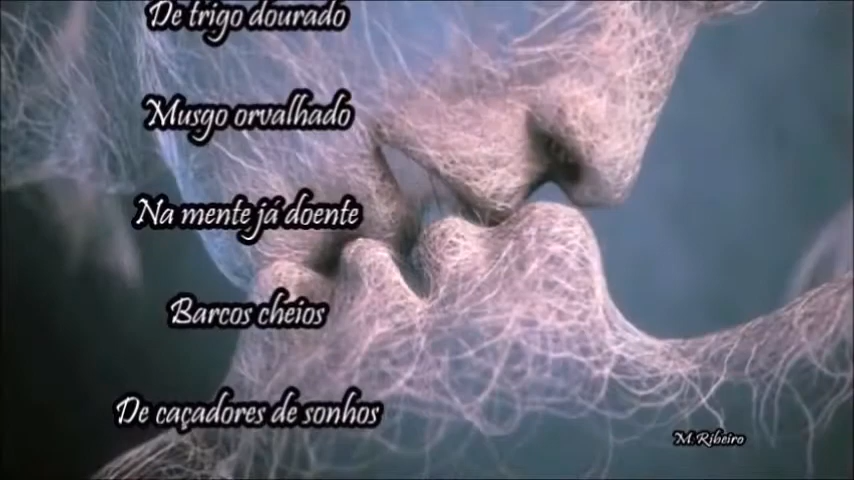 De trigo dourado
Musgo orvalhado
Na mente já doente
Barcos cheios
De caçadores de sonhos
M.Ribeiro